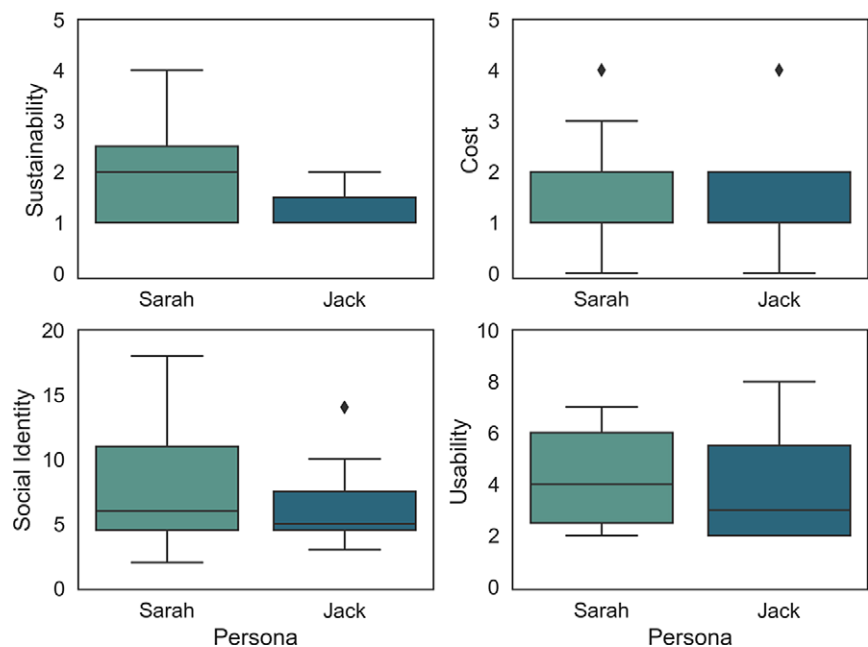 Sustainability
5
4
3
2
1
0
Sarah
Jack
Cost
5
4
3
2
1
0
Sarah
Jack
Social Identity
20
15
10
5
0
Sarah
Jack
Persona
Usability
10
8
6
4
2
0
Sarah
Jack
Persona